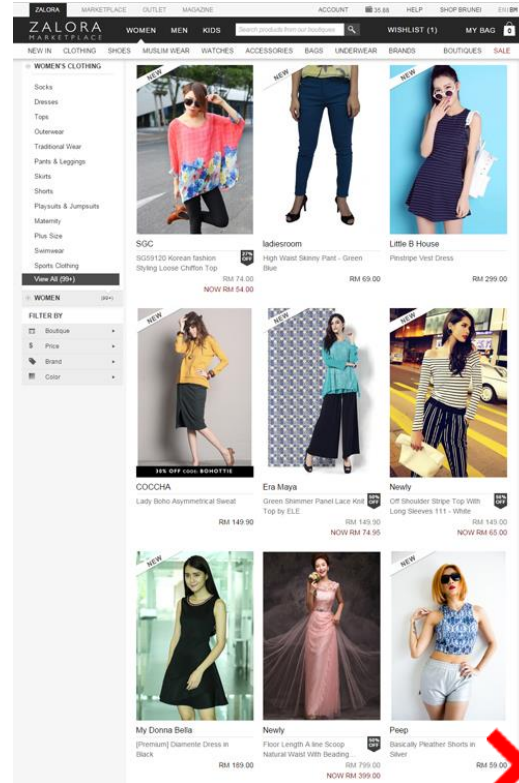 ZALORA MARKETPLACE OUTLET MAGAZINE ACCOUNT 35.88 HELP SHOP BRUNEI EN BM
ZALORA
MARKETPLACE
WOMEN MEN KIDS Search products from our boutiques WISHLIST (1) MY BAG 0
NEW IN CLOTHING SHOES MUSLIM WEAR WATCHES ACCESSORIES BAGS UNDERWEAR BRANDS BOUTIQUES SALE
WOMEN'S CLOTHING
Socks
Dresses
Tops
Outerwear
Traditional Wear
Pants & Leggings
Skirts
Shorts
Playsuits & Jumpsuits
Maternity
Plus Size
Swimwear
Sports Clothing
View All (99+)
WOMEN (99+)
FILTER BY
Boutique
$ Price
Brand
Color
NEW
NEW
NEW
SGC
SG59120 Korean fashion
Styling Loose Chiffon Top
OFF
RM 74.00
NOW RM 54.00
ladiesroom
High Waist Skinny Pant - Green
Blue
RM 69.00
Little B House
Pinstripe Vest Dress
RM 299.00
NEW
NEW
NEW
30% OFF CODE: BOHOTTIE
COCCHA
Lady Boho Asymmetrical Sweat
RM 149.90
Era Maya
Green Shimmer Panel Lace Knit
Top by ELE
50%
OFF
RM 149.90
NOW RM 74.95
Newly
Off Shoulder Stripe Top With
Long Sleeves 111 - White
OFF
RM 149.00
NOW RM 65.00
NEW
NEW
NEW
My Donna Bella
[Premium] Diamente Dress in
Black
RM 169.00
Newly
Floor Length A line Scoop
Natural Waist With Beading...
50%
OFF
RM 799.00
NOW RM 399.00
Peep
Basically Pleather Shorts in
Silver
RM 59.00